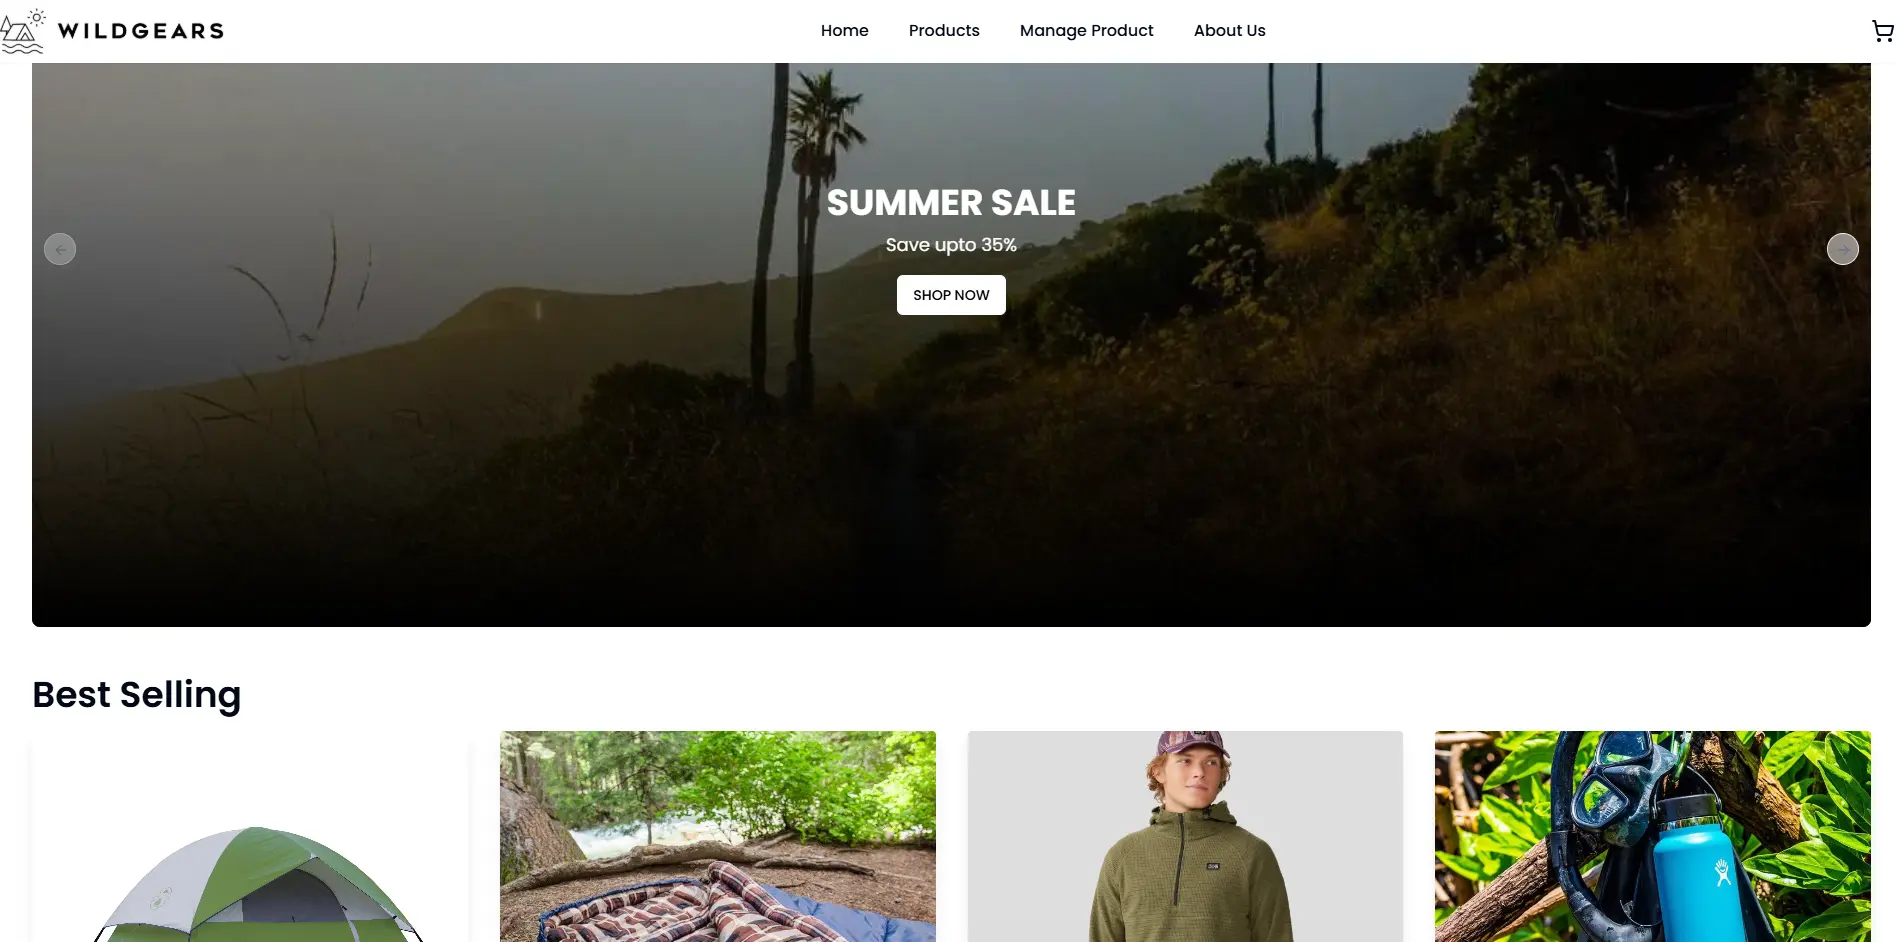 WILDGEARS
Home
Products
Manage Product
About Us
SUMMER SALE
Save upto 35%
SHOP NOW
Best Selling